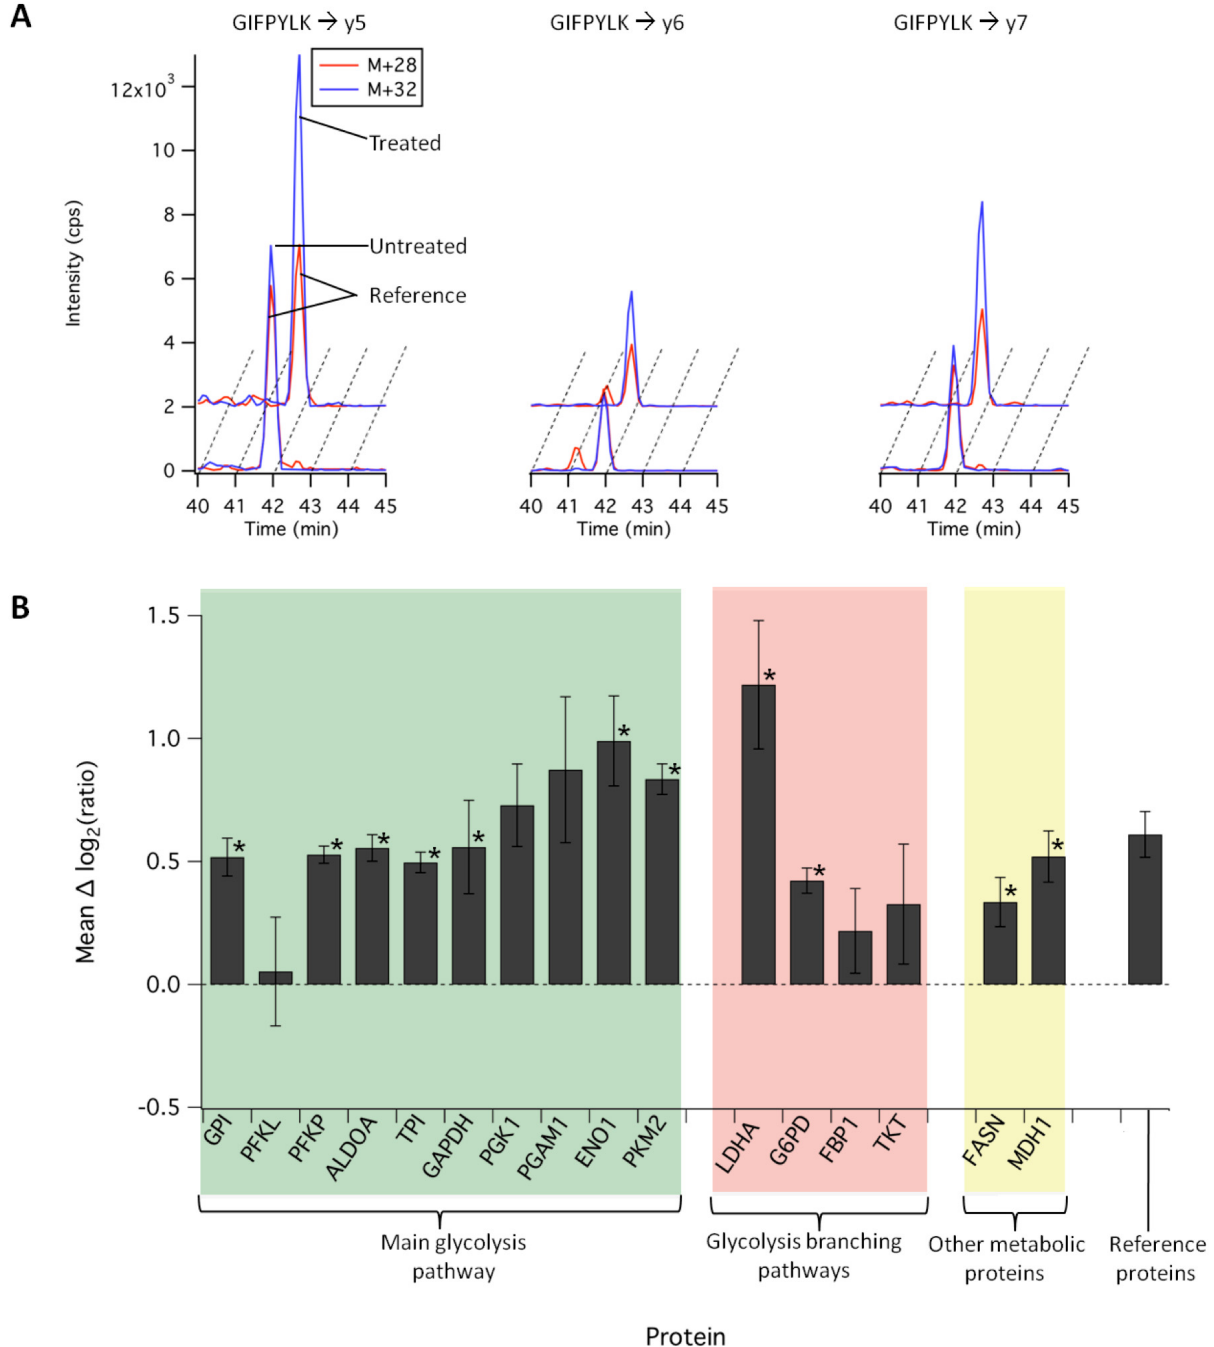 A
GIFPYLK → y5
GIFPYLK → y6
GIFPYLK → y7
M+28
M+32
Treated
Untreated
Reference
Intensity (cps)
12x10³
10
8
6
4
2
0
40 41 42 43 44 45
Time (min)
40 41 42 43 44 45
Time (min)
40 41 42 43 44 45
Time (min)
B
Mean Δ log₂(ratio)
1.5
1.0
0.5
0.0
-0.5
* * * * * * * * * * *
GPI PFKL PFKP ALDOA TPI GAPDH PGK1 PGAM1 ENO1 PKM2 LDHA G6PD FBP1 TKT FASN MDH1
Main glycolysis
pathway
Glycolysis branching
pathways
Other metabolic
proteins
Reference
proteins
Protein